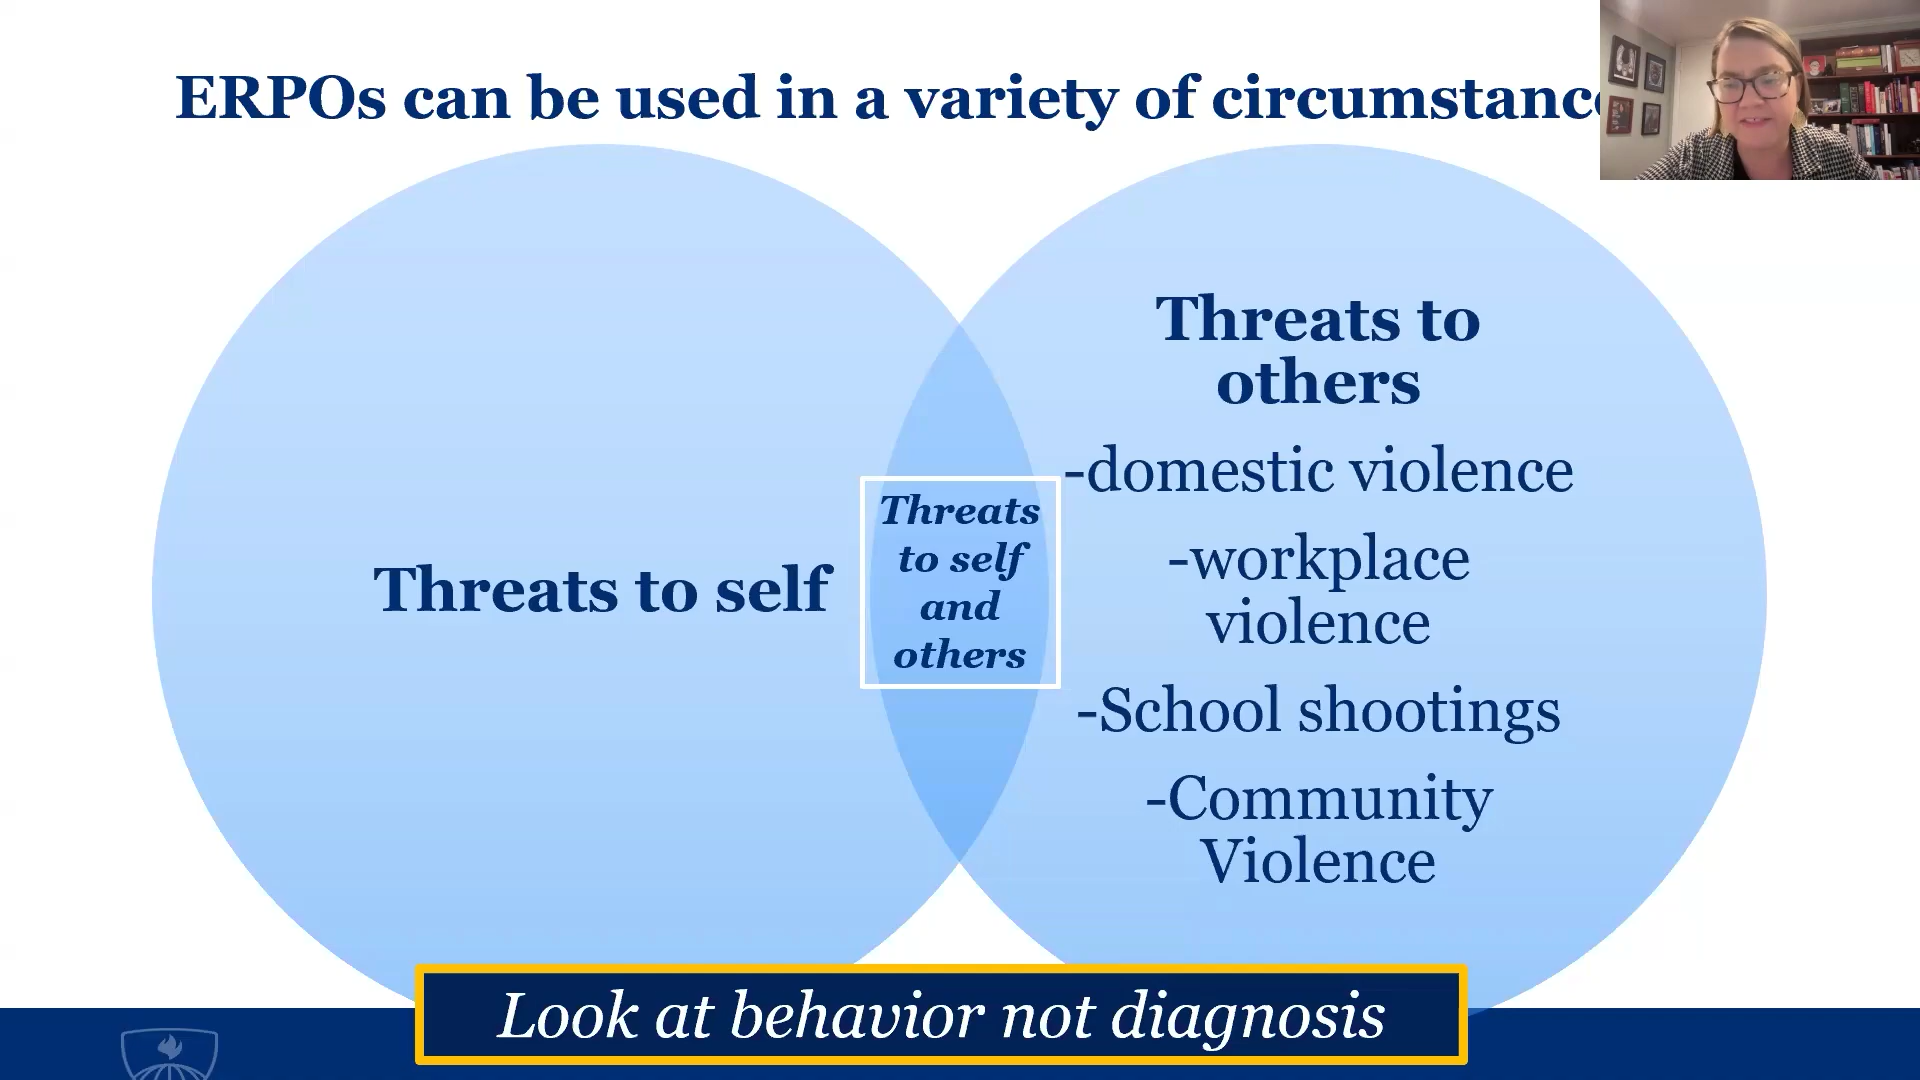 ERPOs can be used in a variety of
Threats to self
Threats
to self
and
others
Threats to
others
-domestic violence
-workplace
violence
-School shootings
-Community
Violence
Look at behavior not diagnosis